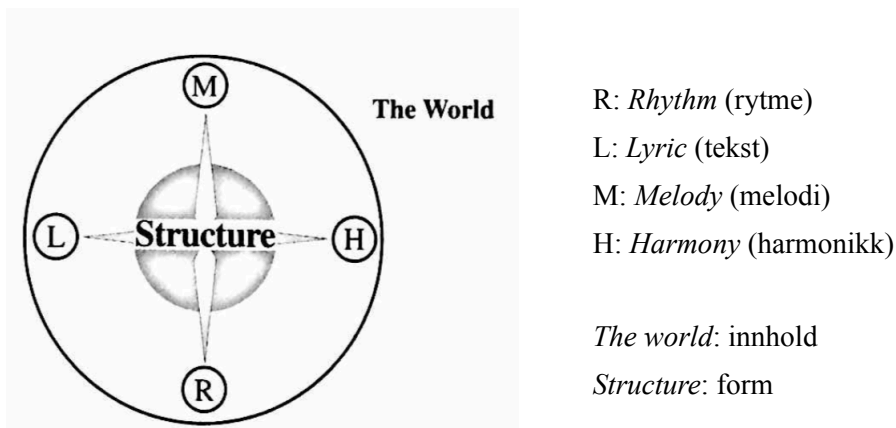 M
The World
L
Structure
H
R
R: Rhythm (rytme)
L: Lyric (tekst)
M: Melody (melodi)
H: Harmony (harmonikk)
The world: innhold
Structure: form